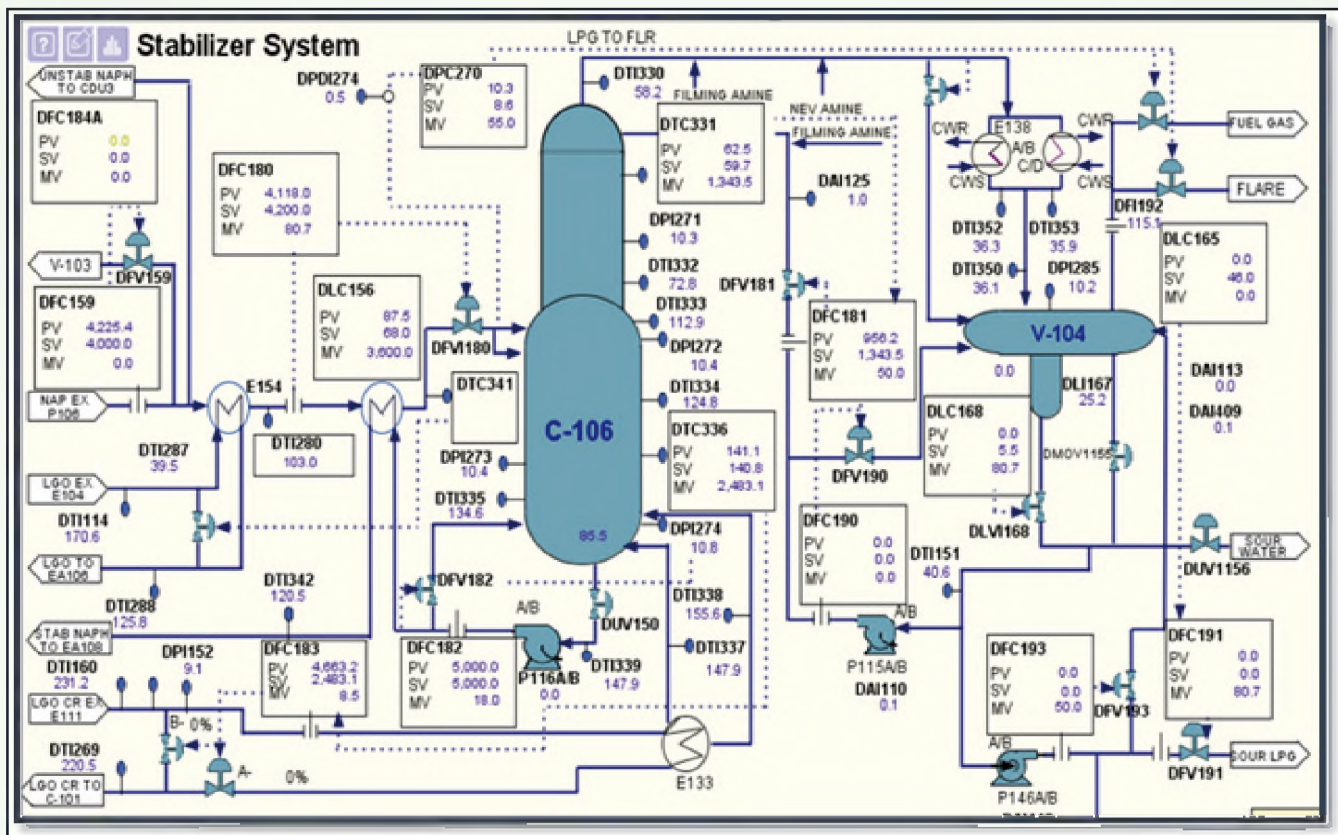 Stabilizer System
LPG TO FLR
UNSTAB NAPH
TO CDU3
DPDI274
0.5
DPC270
PV 10.3
SV 8.6
MV 55.0
DTI330
58.2
FILMING AMINE
NEV AMINE
FILMING AMINE
DFC184A
PV 0.0
SV 0.0
MV 0.0
DTC331
PV 62.5
SV 59.7
MV 1,343.5
CWR
E138
A/B
C/D
CWR
CWS
CWS
FUEL GAS
FLARE
DFC180
PV 4,118.0
SV 4,200.0
MV 80.7
DAI125
1.0
DFI192
115.1
DTI352
36.3
DTI353
35.9
DPI271
10.3
V-103
DFV159
DLC165
PV 0.0
SV 46.0
MV 0.0
DTI350
36.1
DPI285
10.2
DFC159
PV 4,225.4
SV 4,000.0
MV 0.0
DLC156
PV 87.5
SV 68.0
MV 3,600.0
DTI332
72.8
DFV181
DTI333
112.9
DFC181
PV 956.2
SV 1,343.5
MV 50.0
V-104
0.0
DFVI180
DPI272
10.4
DLI167
25.2
DAI113
0.0
NAP EX
P106
E154
DTC341
DTI334
124.8
DLC168
PV 0.0
SV 5.5
MV 80.7
DAI409
0.1
C-106
DTC336
PV 141.1
SV 140.8
MV 2,483.1
DTI287
39.5
DTI280
103.0
DPI273
10.4
DFV190
DMOV1155
LGO EX
E104
DTI335
134.6
DTI114
170.6
85.5
DPI274
10.8
DFC190
PV 0.0
SV 0.0
MV 0.0
DLVI168
DTI151
40.6
SOUR
WATER
DUV1156
LGO TO
EA106
DTI288
125.8
DTI342
120.5
DFV182
A/B
DUV150
DTI338
155.6
A/B
STAB NAPH
TO EA108
DFC183
PV 4,663.2
SV 2,483.1
MV 8.5
DFC182
PV 5,000.0
SV 5,000.0
MV 18.0
P116A/B
0.0
DTI339
147.9
DTI337
147.9
P115A/B
DAI110
0.1
DFC193
PV 0.0
SV 0.0
MV 50.0
DFV193
DFC191
PV 0.0
SV 0.0
MV 80.7
DTI160
231.2
DPI152
9.1
LGO CR EX
E111
B- 0%
DTI269
220.5
A- 0%
LGO CR TO
C-101
E133
A/B
P146A/B
DFV191
SOUR LPG